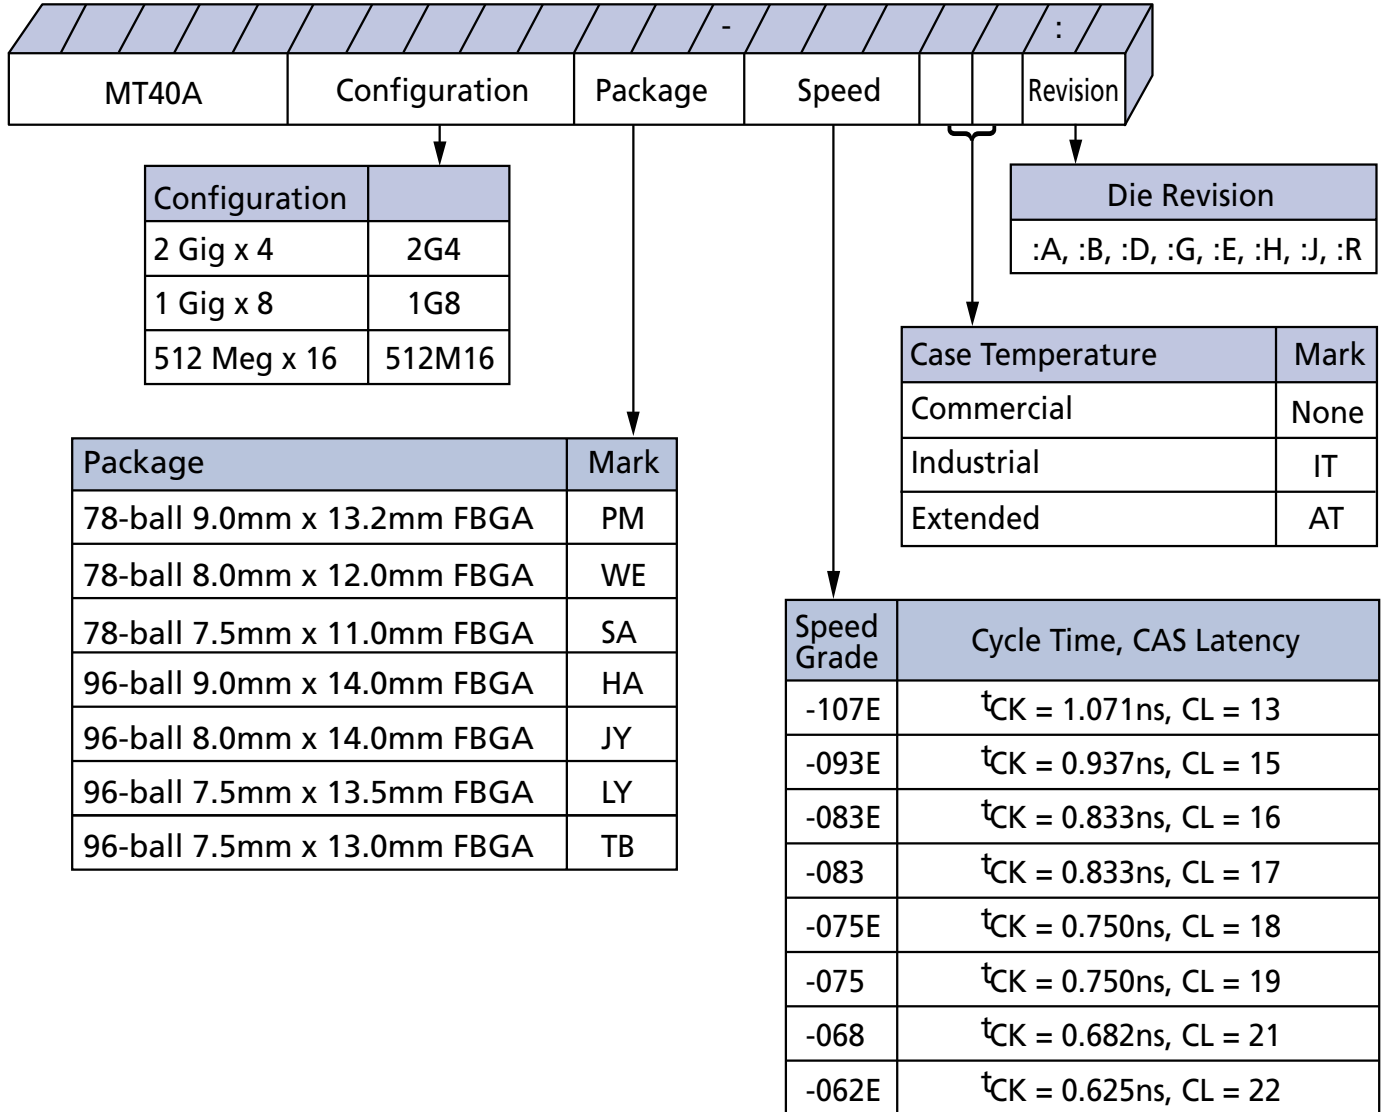 - :
MT40A Configuration Package Speed Revision
Configuration
2 Gig x 4 2G4
1 Gig x 8 1G8
512 Meg x 16 512M16
Die Revision
:A, :B, :D, :G, :E, :H, :J, :R
Case Temperature Mark
Commercial None
Industrial IT
Extended AT
Package Mark
78-ball 9.0mm x 13.2mm FBGA PM
78-ball 8.0mm x 12.0mm FBGA WE
78-ball 7.5mm x 11.0mm FBGA SA
96-ball 9.0mm x 14.0mm FBGA HA
96-ball 8.0mm x 14.0mm FBGA JY
96-ball 7.5mm x 13.5mm FBGA LY
96-ball 7.5mm x 13.0mm FBGA TB
Speed
Grade
Cycle Time, CAS Latency
-107E tCK = 1.071ns, CL = 13
-093E tCK = 0.937ns, CL = 15
-083E tCK = 0.833ns, CL = 16
-083 tCK = 0.833ns, CL = 17
-075E tCK = 0.750ns, CL = 18
-075 tCK = 0.750ns, CL = 19
-068 tCK = 0.682ns, CL = 21
-062E tCK = 0.625ns, CL = 22